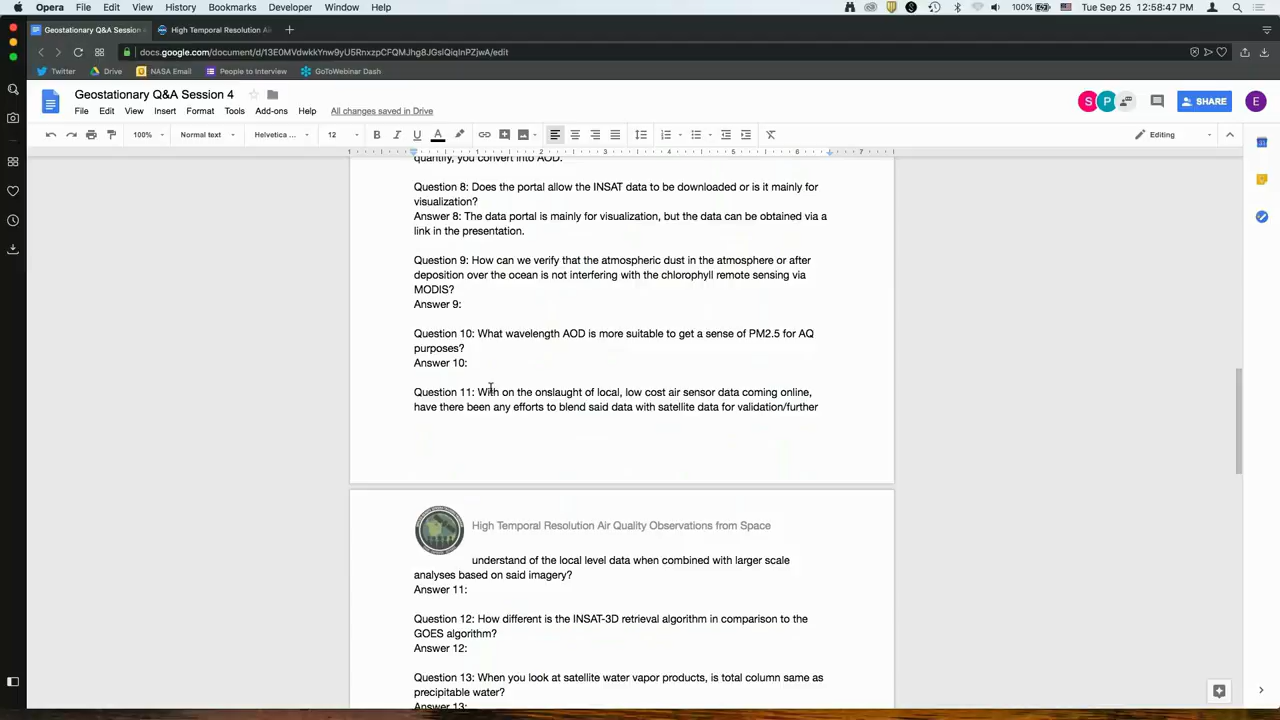 Opera File Edit View History Bookmarks Developer Window Help 100% Tue Sep 25 12:58:47 PM
Geostationary Q&A Session 4 High Temporal Resolution Air
docs.google.com/document/d/
Twitter Drive NASA Email People to Interview GoToWebinar Dash
Geostationary Q&A Session 4
File Edit View Insert Format Tools Add-ons Help All changes saved in Drive
S P SHARE E
100% Normal text Helvetica ... 12 B I U A Editing
1 1 2 3 4 5 6 7
quantify, you convert into AOD.
Question 8: Does the portal allow the INSAT data to be downloaded or is it mainly for
visualization?
Answer 8: The data portal is mainly for visualization, but the data can be obtained via a
link in the presentation.
Question 9: How can we verify that the atmospheric dust in the atmosphere or after
deposition over the ocean is not interfering with the chlorophyll remote sensing via
MODIS?
Answer 9:
Question 10: What wavelength AOD is more suitable to get a sense of PM2.5 for AQ
purposes?
Answer 10:
Question 11: With on the onslaught of local, low cost air sensor data coming online,
have there been any efforts to blend said data with satellite data for validation/further
High Temporal Resolution Air Quality Observations from Space
understand of the local level data when combined with larger scale
analyses based on said imagery?
Answer 11:
Question 12: How different is the INSAT-3D retrieval algorithm in comparison to the
GOES algorithm?
Answer 12:
Question 13: When you look at satellite water vapor products, is total column same as
precipitable water?
Answer 13: